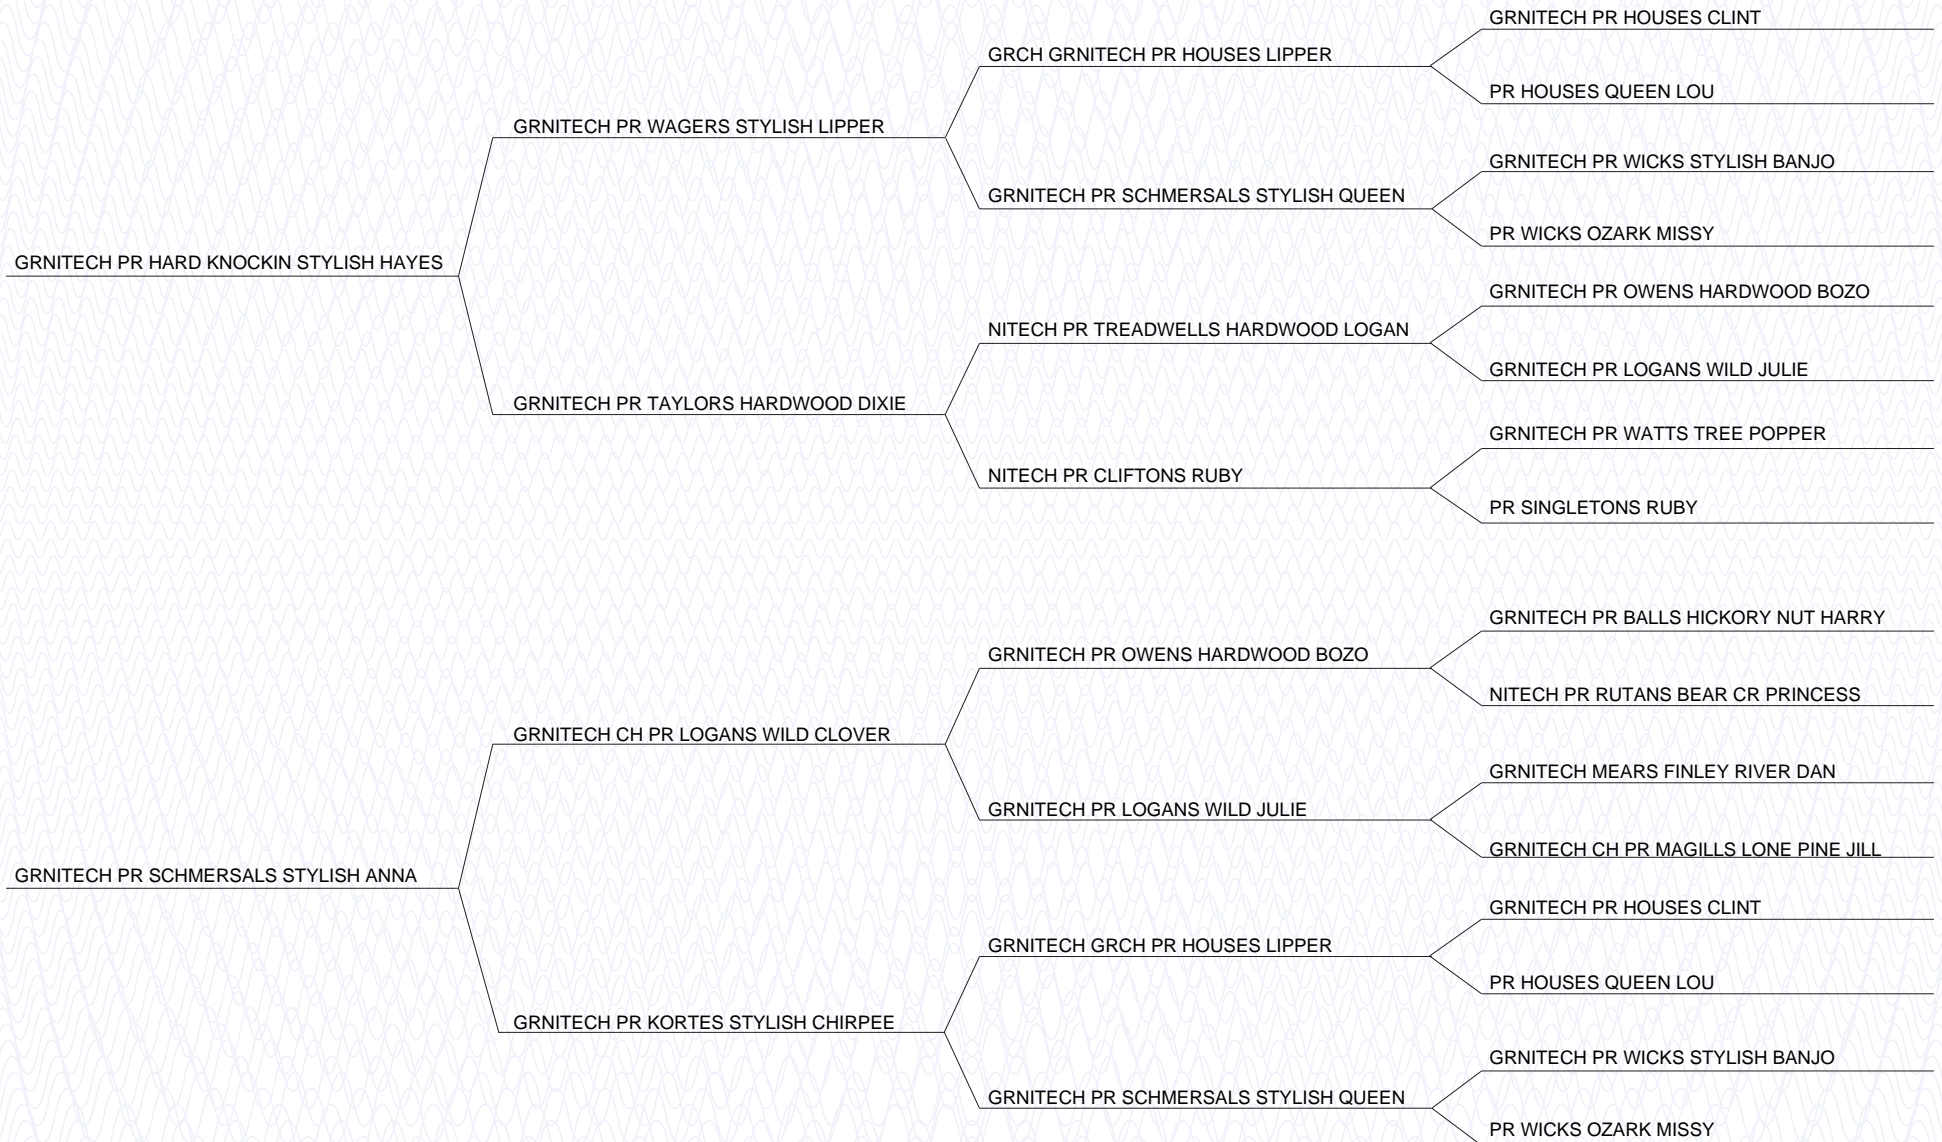 GRNITECH PR HOUSES CLINT
GRCH GRNITECH PR HOUSES LIPPER
PR HOUSES QUEEN LOU
GRNITECH PR WAGERS STYLISH LIPPER
GRNITECH PR WICKS STYLISH BANJO
GRNITECH PR SCHMERSALS STYLISH QUEEN
PR WICKS OZARK MISSY
GRNITECH PR HARD KNOCKIN STYLISH HAYES
GRNITECH PR OWENS HARDWOOD BOZO
NITECH PR TREADWELLS HARDWOOD LOGAN
GRNITECH PR LOGANS WILD JULIE
GRNITECH PR TAYLORS HARDWOOD DIXIE
GRNITECH PR WATTS TREE POPPER
NITECH PR CLIFTONS RUBY
PR SINGLETONS RUBY
GRNITECH PR BALLS HICKORY NUT HARRY
GRNITECH PR OWENS HARDWOOD BOZO
NITECH PR RUTANS BEAR CR PRINCESS
GRNITECH CH PR LOGANS WILD CLOVER
GRNITECH MEARS FINLEY RIVER DAN
GRNITECH PR LOGANS WILD JULIE
GRNITECH CH PR MAGILLS LONE PINE JILL
GRNITECH PR SCHMERSALS STYLISH ANNA
GRNITECH PR HOUSES CLINT
GRNITECH GRCH PR HOUSES LIPPER
PR HOUSES QUEEN LOU
GRNITECH PR KORTES STYLISH CHIRPEE
GRNITECH PR WICKS STYLISH BANJO
GRNITECH PR SCHMERSALS STYLISH QUEEN
PR WICKS OZARK MISSY